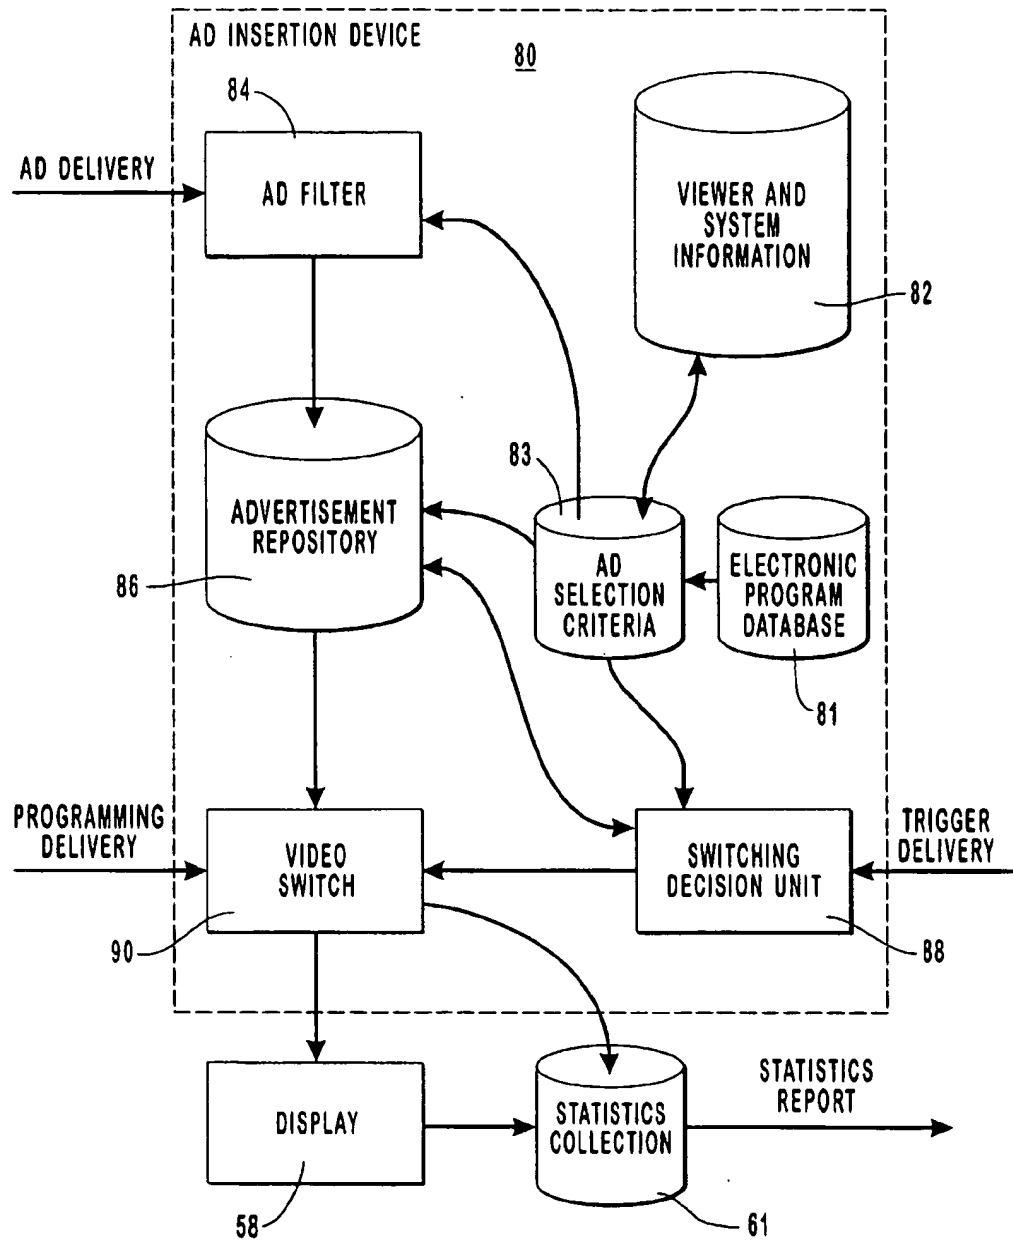 AD INSERTION DEVICE
80
84
AD DELIVERY
AD FILTER
VIEWER AND
SYSTEM
INFORMATION
82
83
ADVERTISEMENT
REPOSITORY
86
AD
SELECTION
CRITERIA
ELECTRONIC
PROGRAM
DATABASE
81
PROGRAMMING
DELIVERY
VIDEO
SWITCH
90
SWITCHING
DECISION UNIT
88
TRIGGER
DELIVERY
DISPLAY
58
STATISTICS
COLLECTION
61
STATISTICS
REPORT